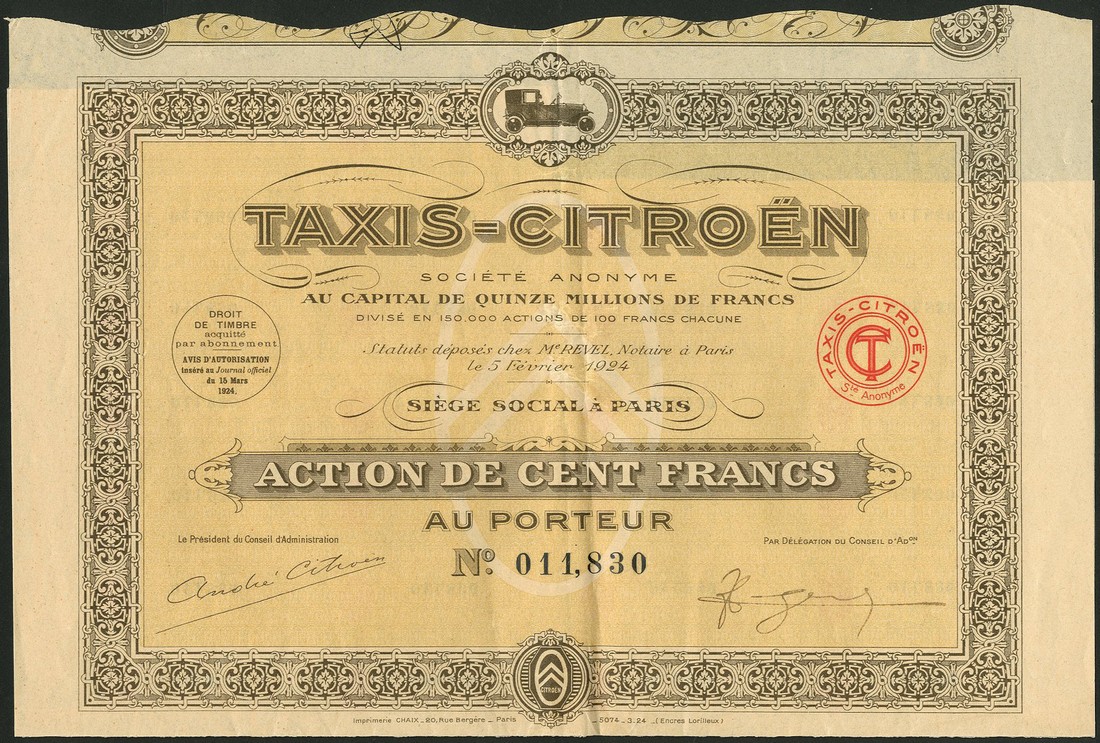 TAXIS=CITROËN
SOCIÉTÉ ANONYME
AU CAPITAL DE QUINZE MILLIONS DE FRANCS
DIVISÉ EN 150,000 ACTIONS DE 100 FRANCS CHACUNE
Statuts déposés chez Mᵉ REVEL, Notaire à Paris
le 5 Février 1924
SIÈGE SOCIAL À PARIS
DROIT
DE TIMBRE
acquitté
par abonnement
AVIS D'AUTORISATION
inséré au Journal officiel
du 15 Mars
1924.
TAXIS-CITROËN
CT
Sᵗᵉ Anonyme
ACTION DE CENT FRANCS
AU PORTEUR
Nº. 011,830
Le Président du Conseil d'Administration
PAR DÉLÉGATION DU CONSEIL D'ADᴼᴺ.
André Citroën
CITROËN
Imprimerie CHAIX _ 20, Rue Bergère _ Paris _ 5074 _ 3.24 _ (Encres Lorilleux)